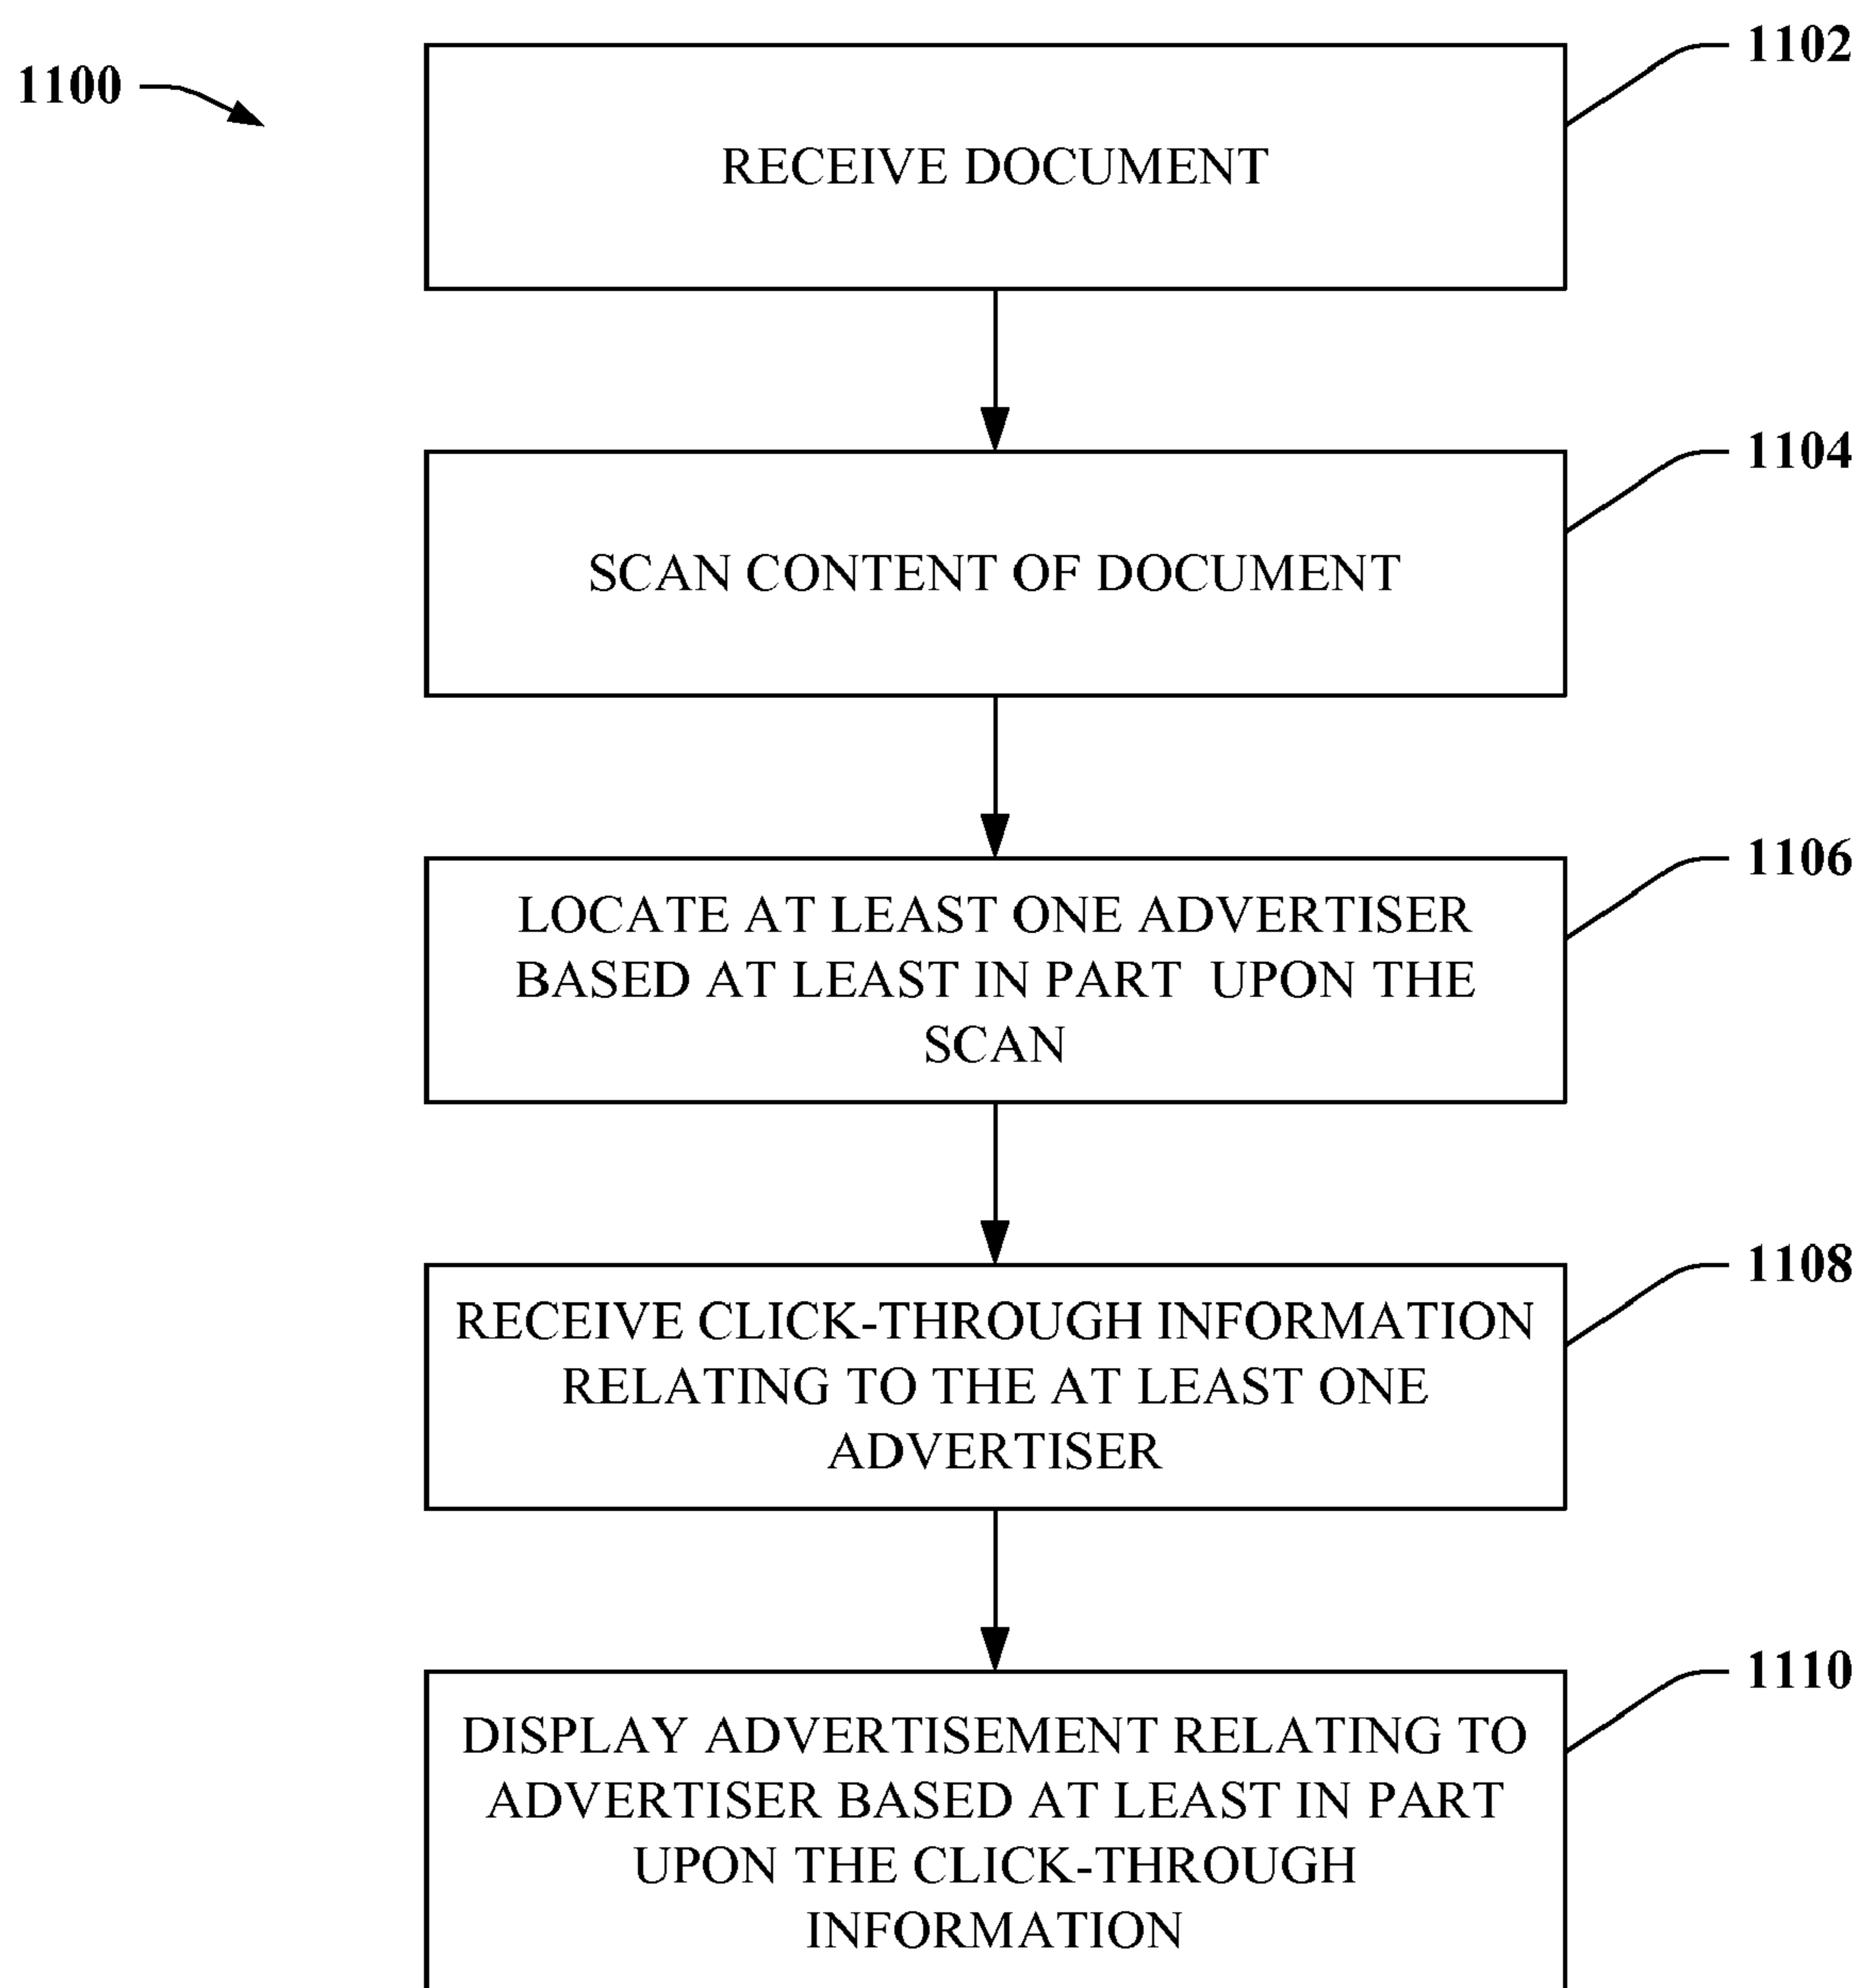 1100
1102
RECEIVE DOCUMENT
1104
SCAN CONTENT OF DOCUMENT
1106
LOCATE AT LEAST ONE ADVERTISER
BASED AT LEAST IN PART UPON THE
SCAN
1108
RECEIVE CLICK-THROUGH INFORMATION
RELATING TO THE AT LEAST ONE
ADVERTISER
1110
DISPLAY ADVERTISEMENT RELATING TO
ADVERTISER BASED AT LEAST IN PART
UPON THE CLICK-THROUGH
INFORMATION